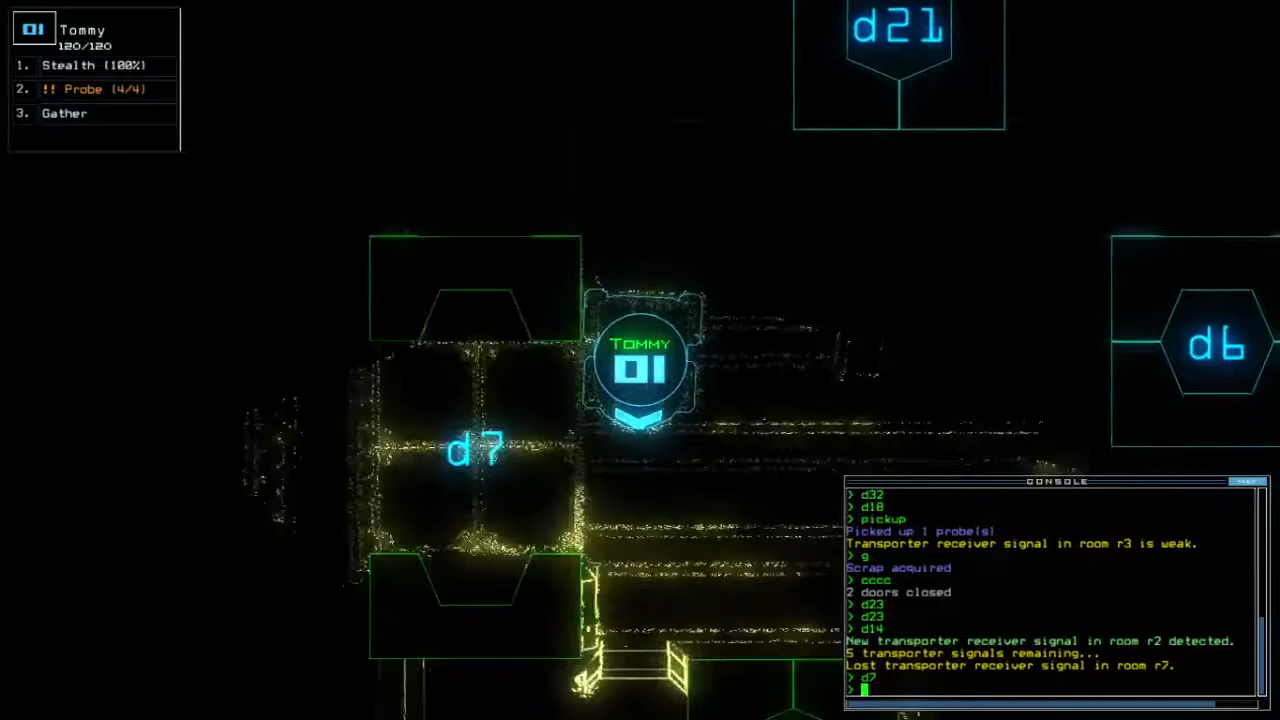 01 Tommy
120/120
1. Stealth (100%)
2. !! Probe (4/4)
3. Gather
d21
TOMMY
01
d6
d7
CONSOLE
> d32
> d18
> pickup
Picked up 1 probe(s)
Transporter receiver signal in room r3 is weak.
> g
Scrap acquired
> cccc
2 doors closed
> d23
> d23
> d14
New transporter receiver signal in room r2 detected.
5 transporter signals remaining...
Lost transporter receiver signal in room r7.
> d7
>